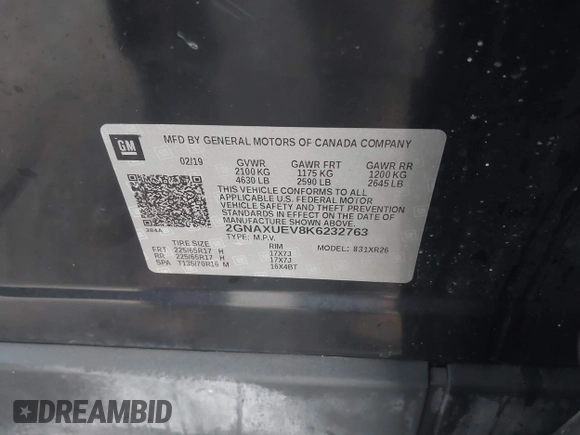 GM
MFD BY GENERAL MOTORS OF CANADA COMPANY
02/19 GVWR GAWR FRT GAWR RR
2100 KG 1175 KG 1200 KG
4630 LB 2590 LB 2645 LB
THIS VEHICLE CONFORMS TO ALL
APPLICABLE U.S. FEDERAL MOTOR
VEHICLE SAFETY AND THEFT
PREVENTION STANDARDS IN EFFECT ON THE DATE OF
MANUFACTURE SHOWN ABOVE.
2GNAXUEV8K6232763
TYPE: M.P.V. MODEL: 831XR26
TIRE SIZE RIM
FRT 225/65R17 H 17X7J
RR 225/65R17 H 17X7J
SPA T135/70R16 M 16X4BT
DREAMBID